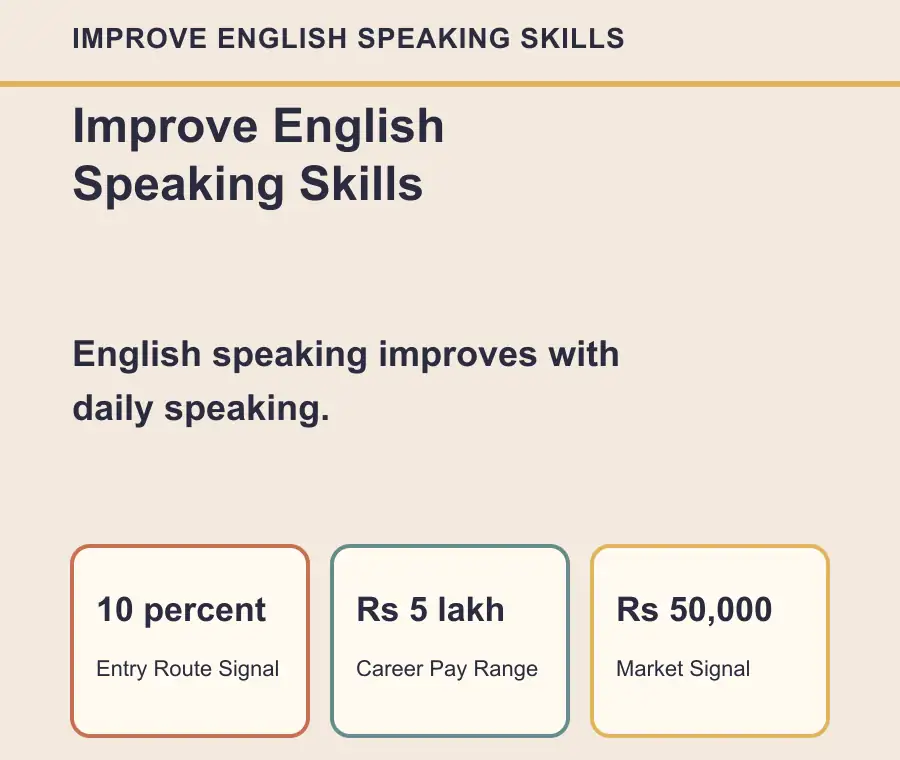 IMPROVE ENGLISH SPEAKING SKILLS
Improve English
Speaking Skills
English speaking improves with
daily speaking.
10 percent
Entry Route Signal
Rs 5 lakh
Career Pay Range
Rs 50,000
Market Signal